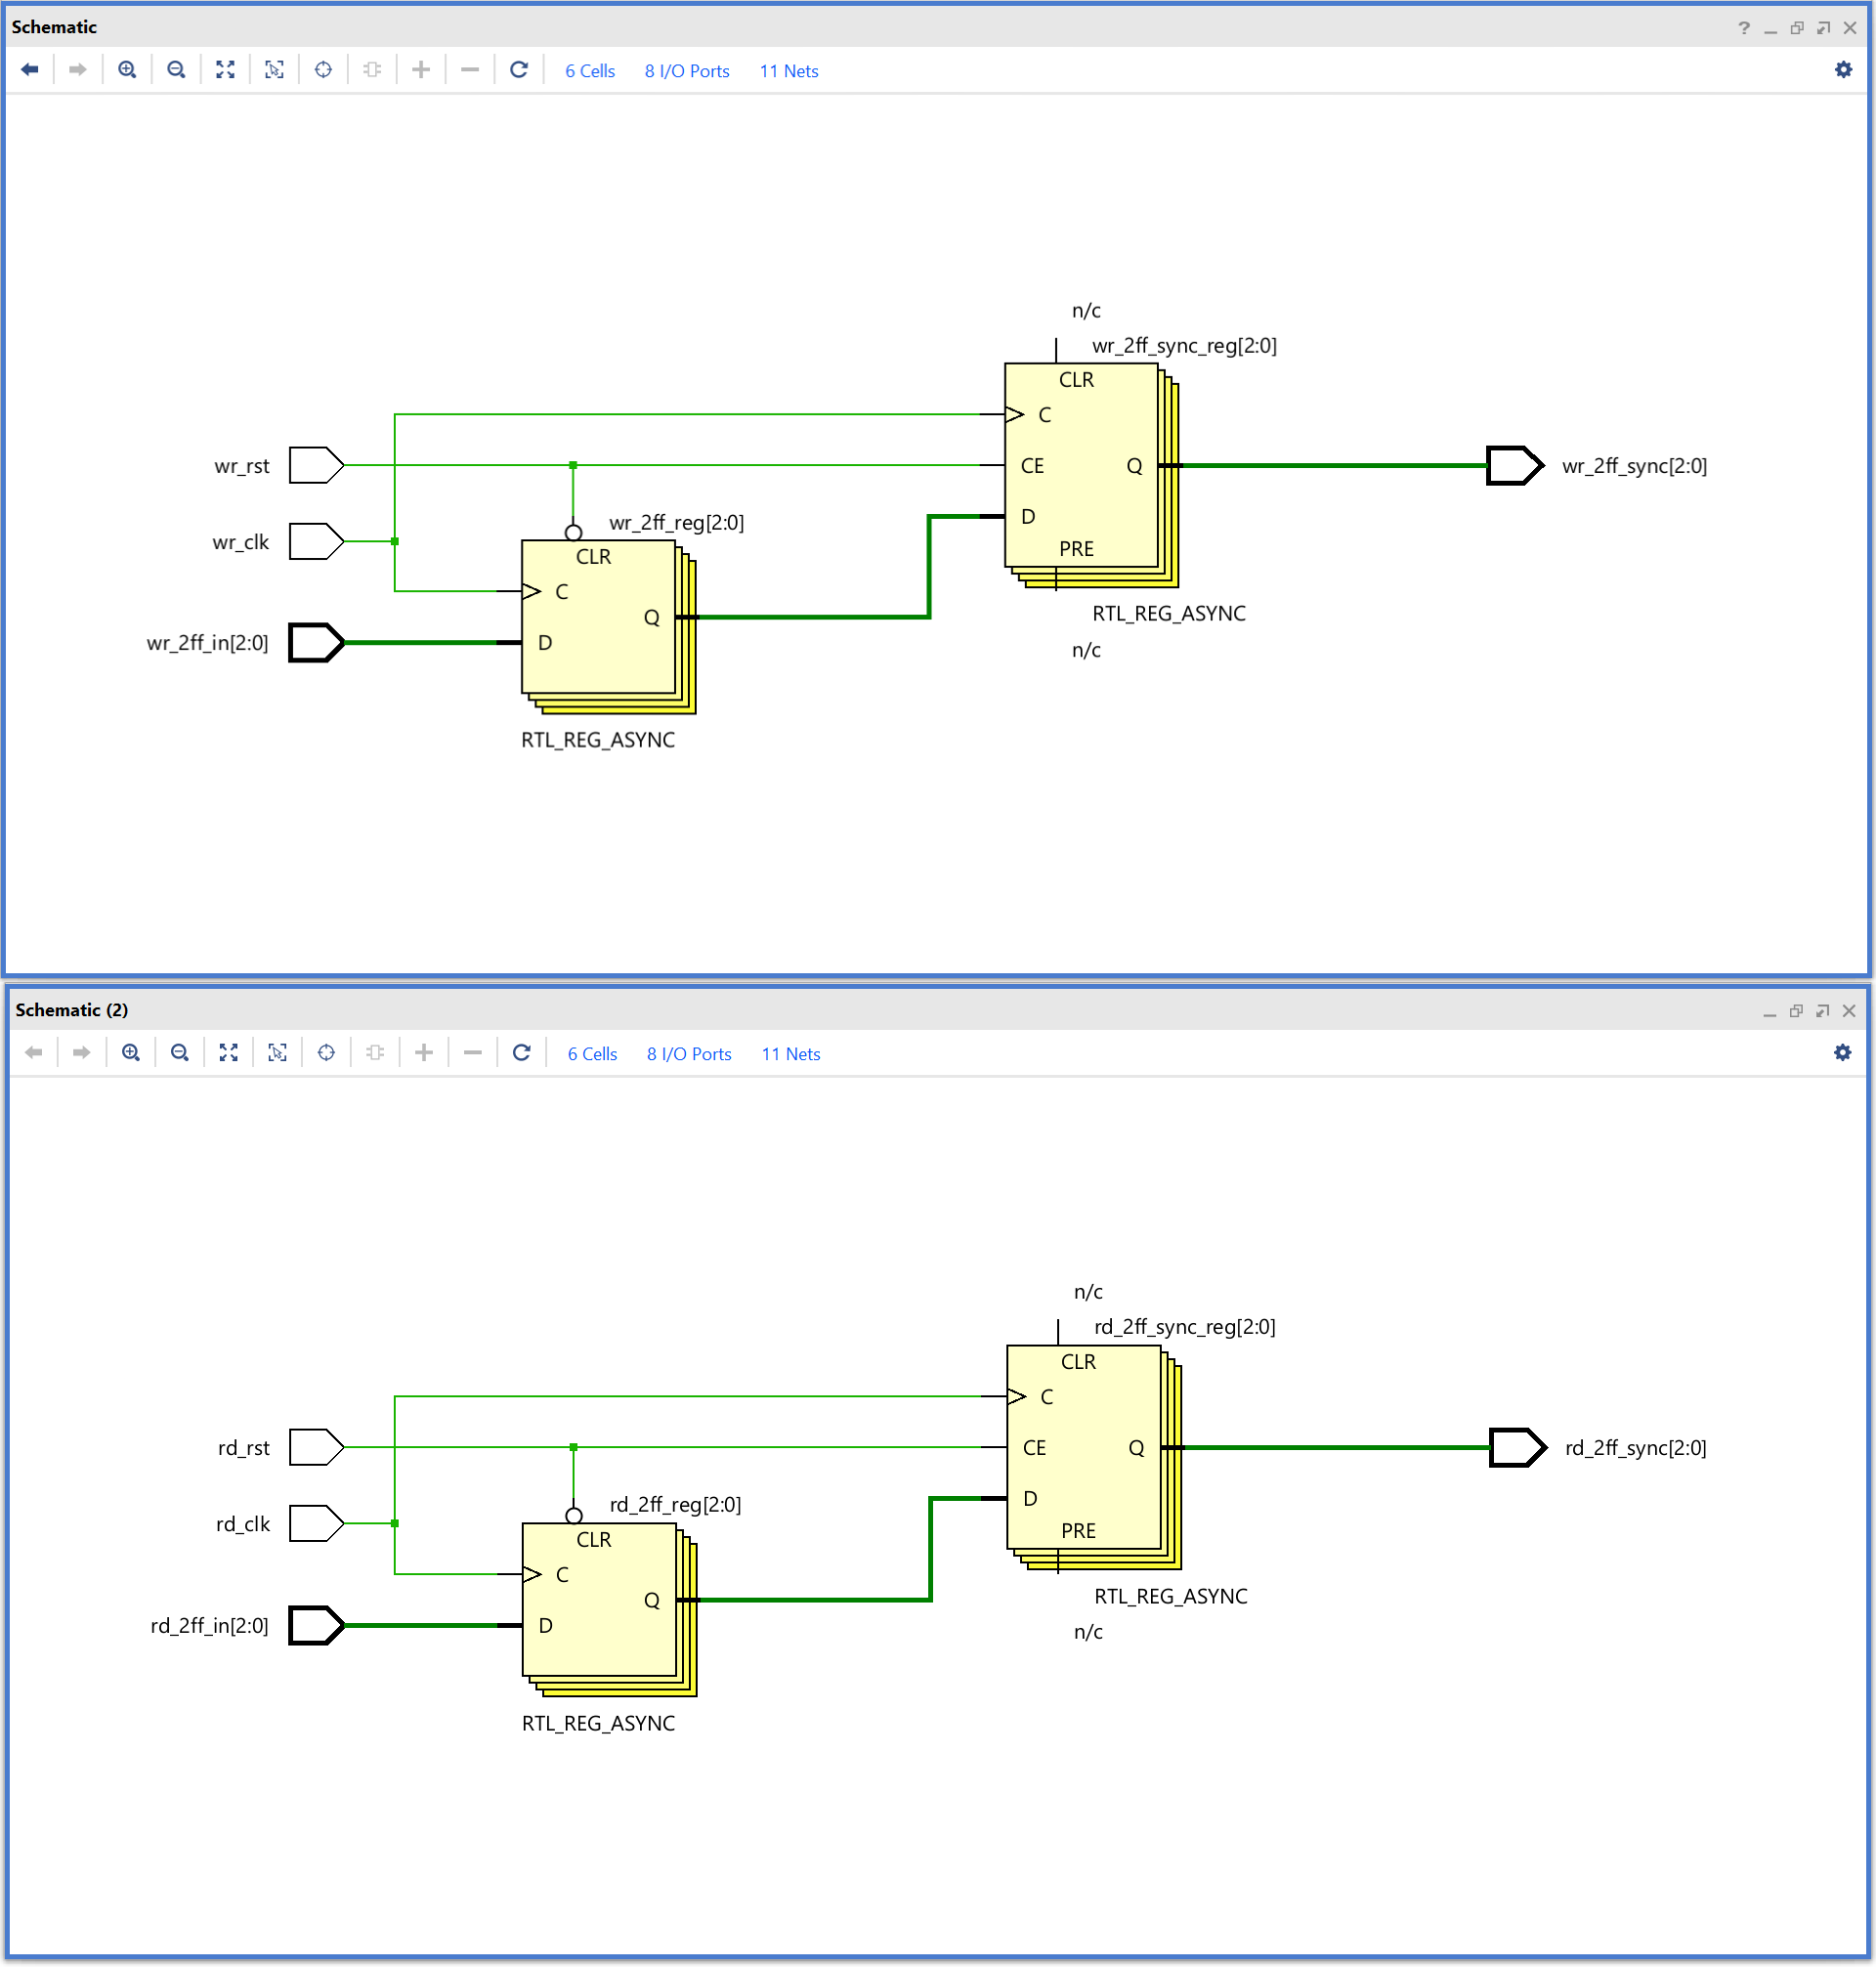 Schematic
?
6 Cells 8 I/O Ports 11 Nets
n/c
wr_2ff_sync_reg[2:0]
CLR
C
wr_rst
CE
Q
wr_2ff_sync[2:0]
D
wr_2ff_reg[2:0]
wr_clk
CLR
PRE
C
Q
RTL_REG_ASYNC
wr_2ff_in[2:0]
D
n/c
RTL_REG_ASYNC
Schematic (2)
6 Cells 8 I/O Ports 11 Nets
n/c
rd_2ff_sync_reg[2:0]
CLR
C
rd_rst
CE
Q
rd_2ff_sync[2:0]
D
rd_2ff_reg[2:0]
rd_clk
CLR
PRE
C
Q
RTL_REG_ASYNC
rd_2ff_in[2:0]
D
n/c
RTL_REG_ASYNC